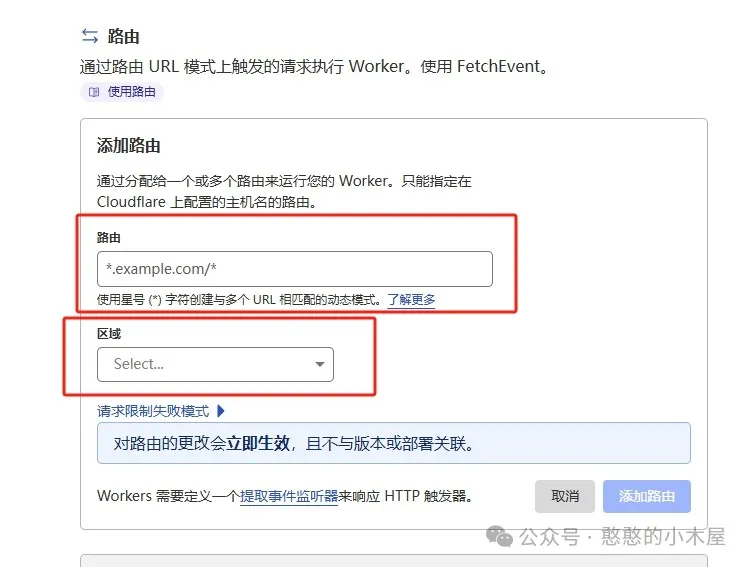 路由
通过路由 URL 模式上触发的请求执行 Worker。使用 FetchEvent。
使用路由
添加路由
通过分配给一个或多个路由来运行您的 Worker。只能指定在
Cloudflare 上配置的主机名的路由。
路由
*.example.com/*
使用星号 (*) 字符创建与多个 URL 相匹配的动态模式。了解更多
区域
Select...
请求限制失败模式
对路由的更改会立即生效，且不与版本或部署关联。
Workers 需要定义一个提取事件监听器来响应 HTTP 触发器。
取消
添加路由
公众号 · 憨憨的小木屋